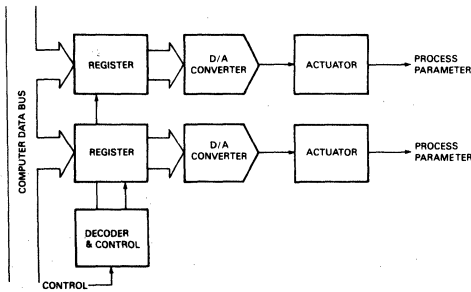 COMPUTER DATA BUS
REGISTER
D/A
CONVERTER
ACTUATOR
PROCESS
PARAMETER
REGISTER
D/A
CONVERTER
ACTUATOR
PROCESS
PARAMETER
DECODER
& CONTROL
CONTROL